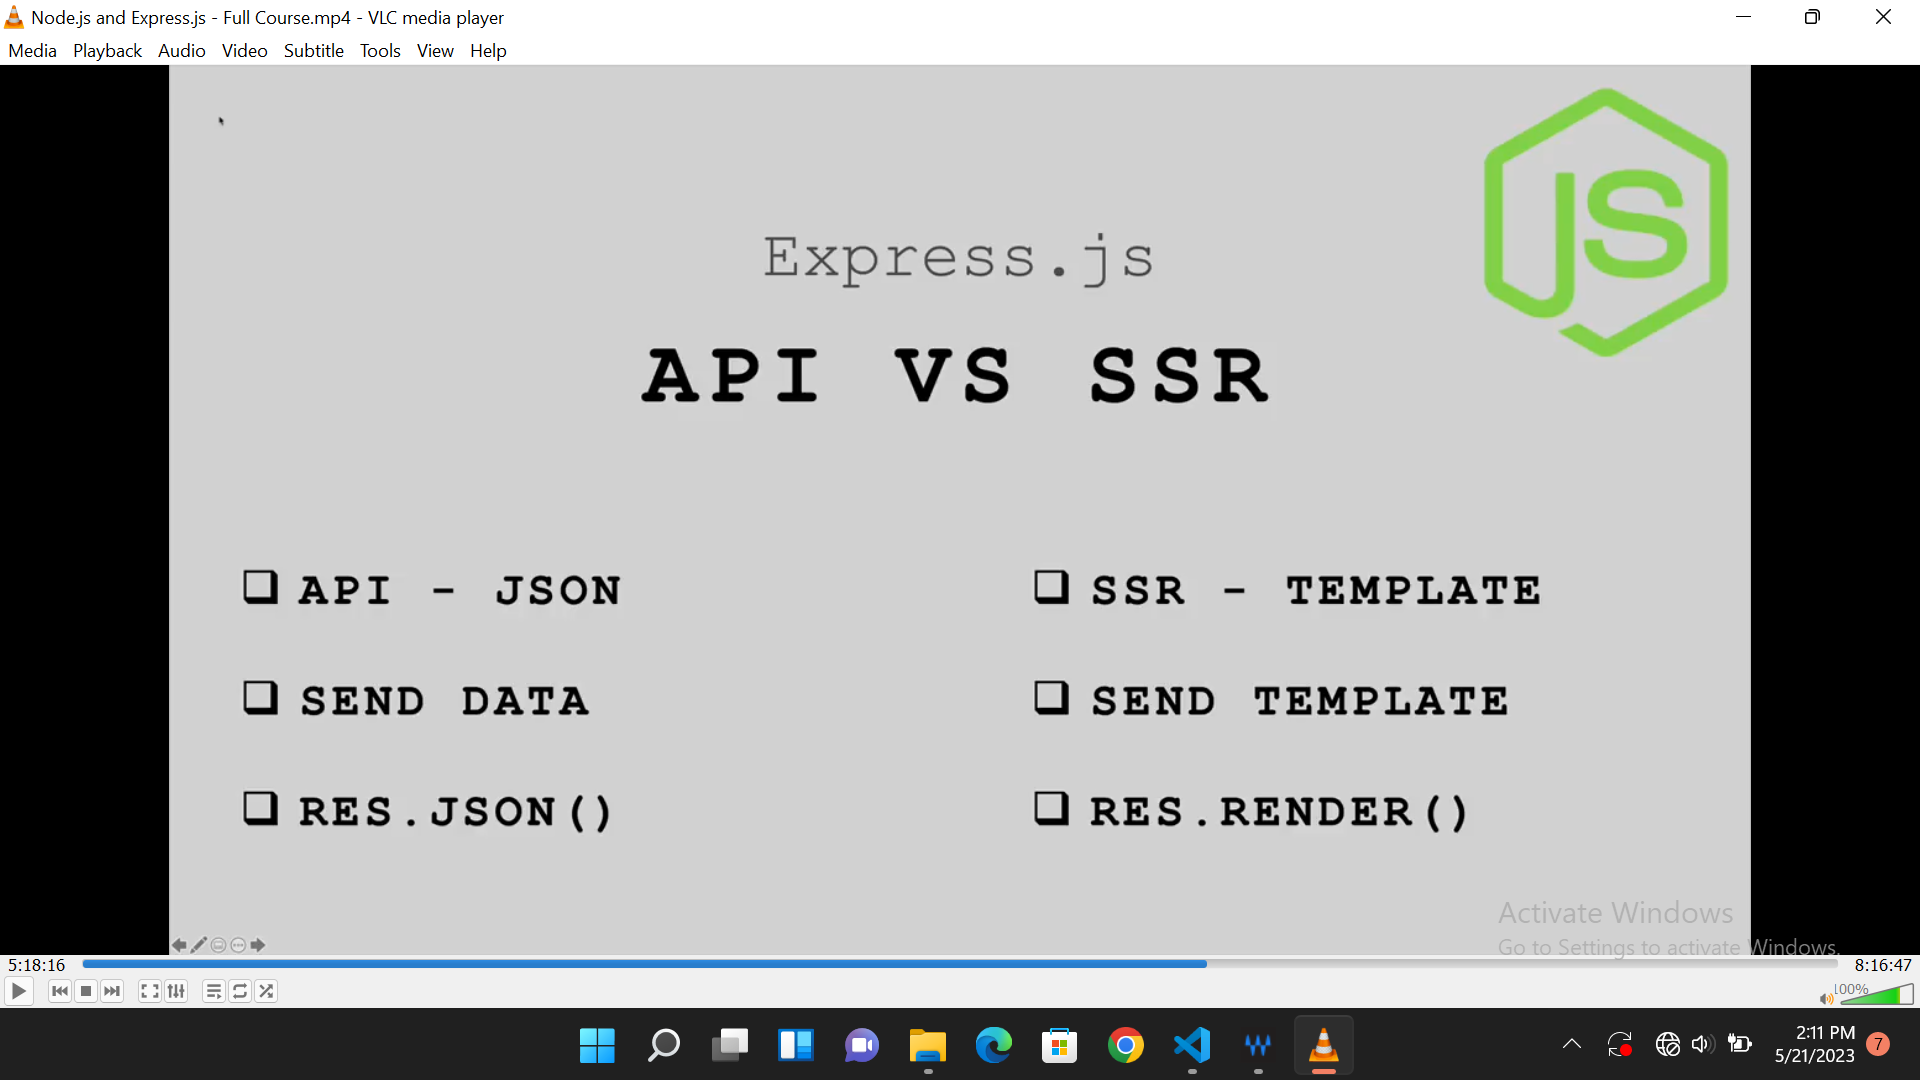 Node.js and Express.js - Full Course.mp4 - VLC media player
Media Playback Audio Video Subtitle Tools View Help
JS
Express.js
API VS SSR
API - JSON
SSR - TEMPLATE
SEND DATA
SEND TEMPLATE
RES.JSON()
RES.RENDER()
Activate Windows
Go to Settings to activate Windows.
5:18:16
8:16:47
100%
2:11 PM
5/21/2023
7